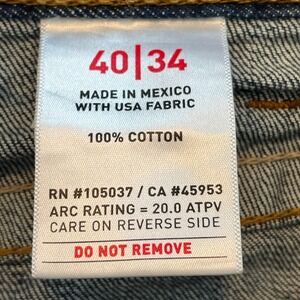 40|34
MADE IN MEXICO
WITH USA FABRIC
100% COTTON
RN #105037 / CA #45953
ARC RATING = 20.0 ATPV
CARE ON REVERSE SIDE
DO NOT REMOVE